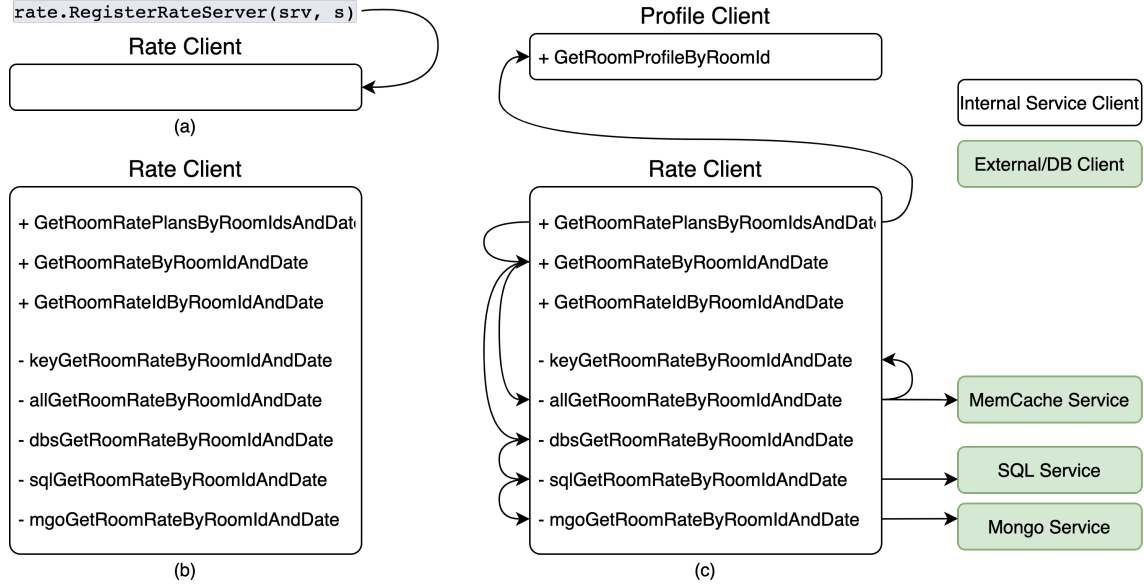 rate.RegisterRateServer(srv, s)
Rate Client
(a)
Rate Client
+ GetRoomRatePlansByRoomIdsAndDat
+ GetRoomRateByRoomIdAndDate
+ GetRoomRateIdByRoomIdAndDate
- keyGetRoomRateByRoomIdAndDate
- allGetRoomRateByRoomIdAndDate
- dbsGetRoomRateByRoomIdAndDate
- sqlGetRoomRateByRoomIdAndDate
- mgoGetRoomRateByRoomIdAndDate
(b)
Profile Client
+ GetRoomProfileByRoomId
Rate Client
+ GetRoomRatePlansByRoomIdsAndDat
+ GetRoomRateByRoomIdAndDate
+ GetRoomRateIdByRoomIdAndDate
- keyGetRoomRateByRoomIdAndDate
- allGetRoomRateByRoomIdAndDate
- dbsGetRoomRateByRoomIdAndDate
- sqlGetRoomRateByRoomIdAndDate
- mgoGetRoomRateByRoomIdAndDate
(c)
Internal Service Client
External/DB Client
MemCache Service
SQL Service
Mongo Service